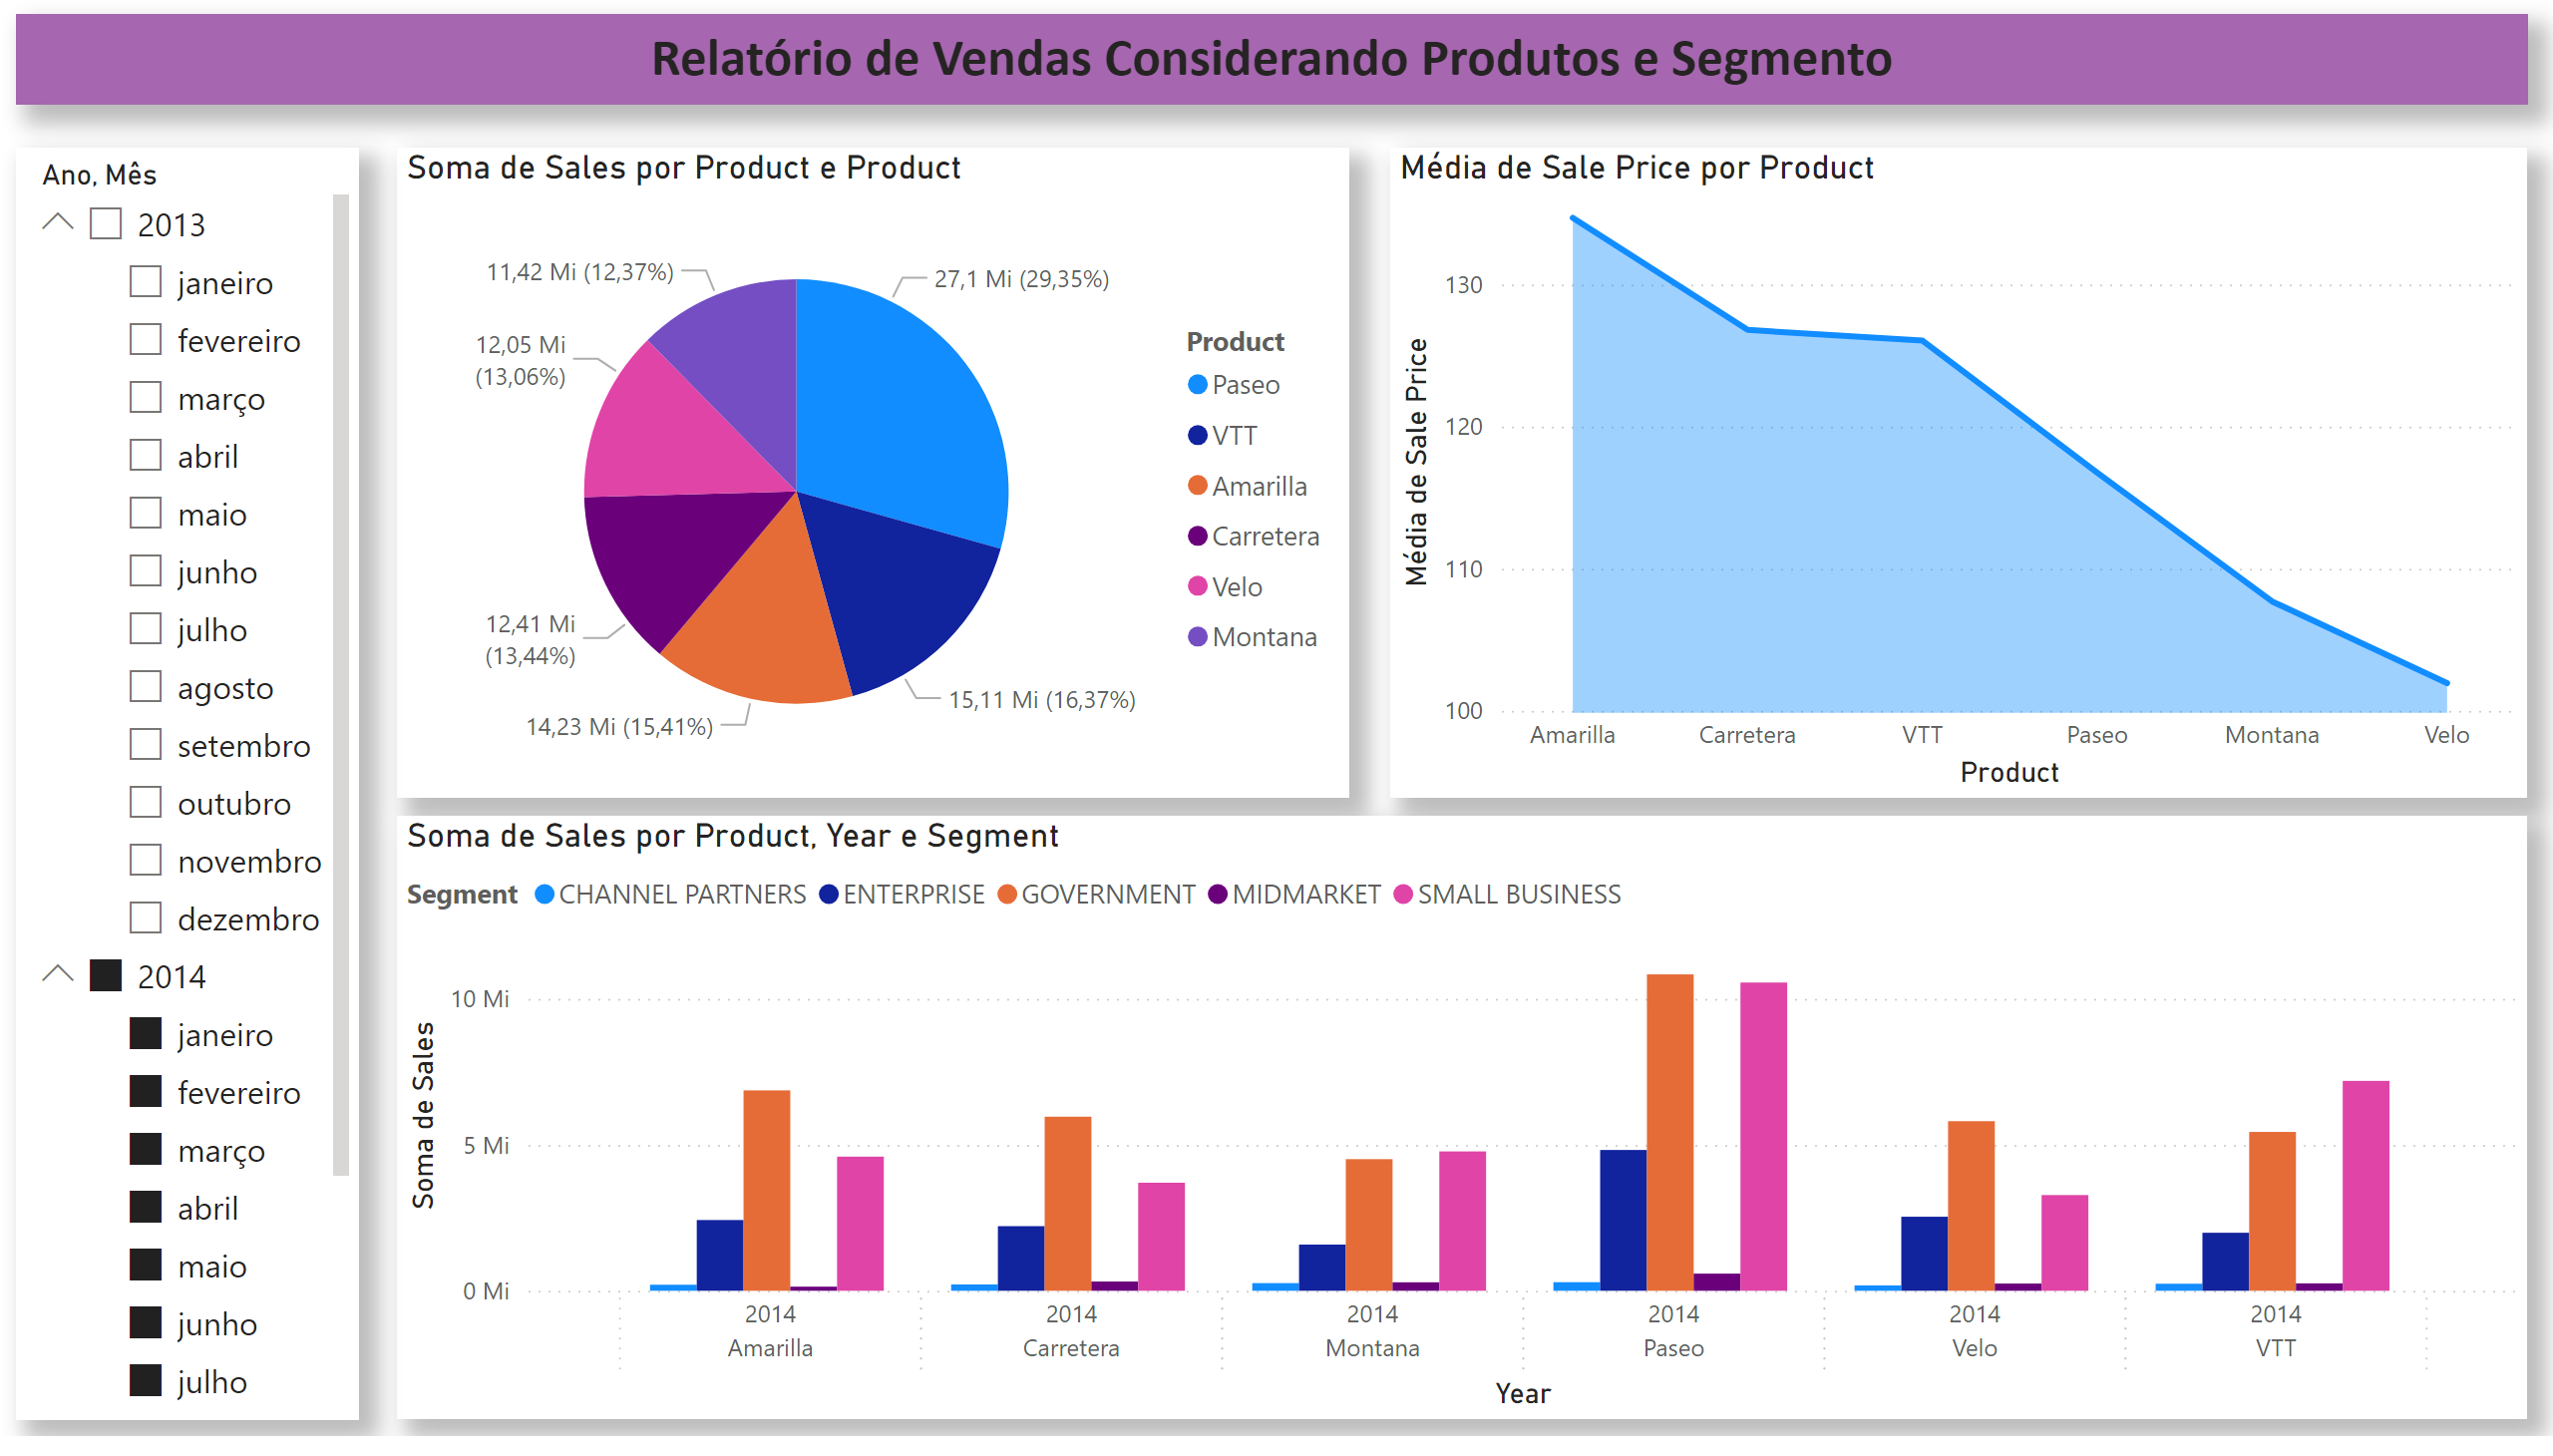 Relatório de Vendas Considerando Produtos e Segmento
Ano, Mês
2013
janeiro
fevereiro
março
abril
maio
junho
julho
agosto
setembro
outubro
novembro
dezembro
2014
janeiro
fevereiro
março
abril
maio
junho
julho
Soma de Sales por Product e Product
11,42 Mi (12,37%)
27,1 Mi (29,35%)
12,05 Mi
(13,06%)
12,41 Mi
(13,44%)
15,11 Mi (16,37%)
14,23 Mi (15,41%)
Product
Paseo
VTT
Amarilla
Carretera
Velo
Montana
Média de Sale Price por Product
Média de Sale Price
130
120
110
100
Amarilla Carretera VTT Paseo Montana Velo
Product
Soma de Sales por Product, Year e Segment
Segment CHANNEL PARTNERS ENTERPRISE GOVERNMENT MIDMARKET SMALL BUSINESS
Soma de Sales
10 Mi
5 Mi
0 Mi
2014 2014 2014 2014 2014 2014
Amarilla Carretera Montana Paseo Velo VTT
Year